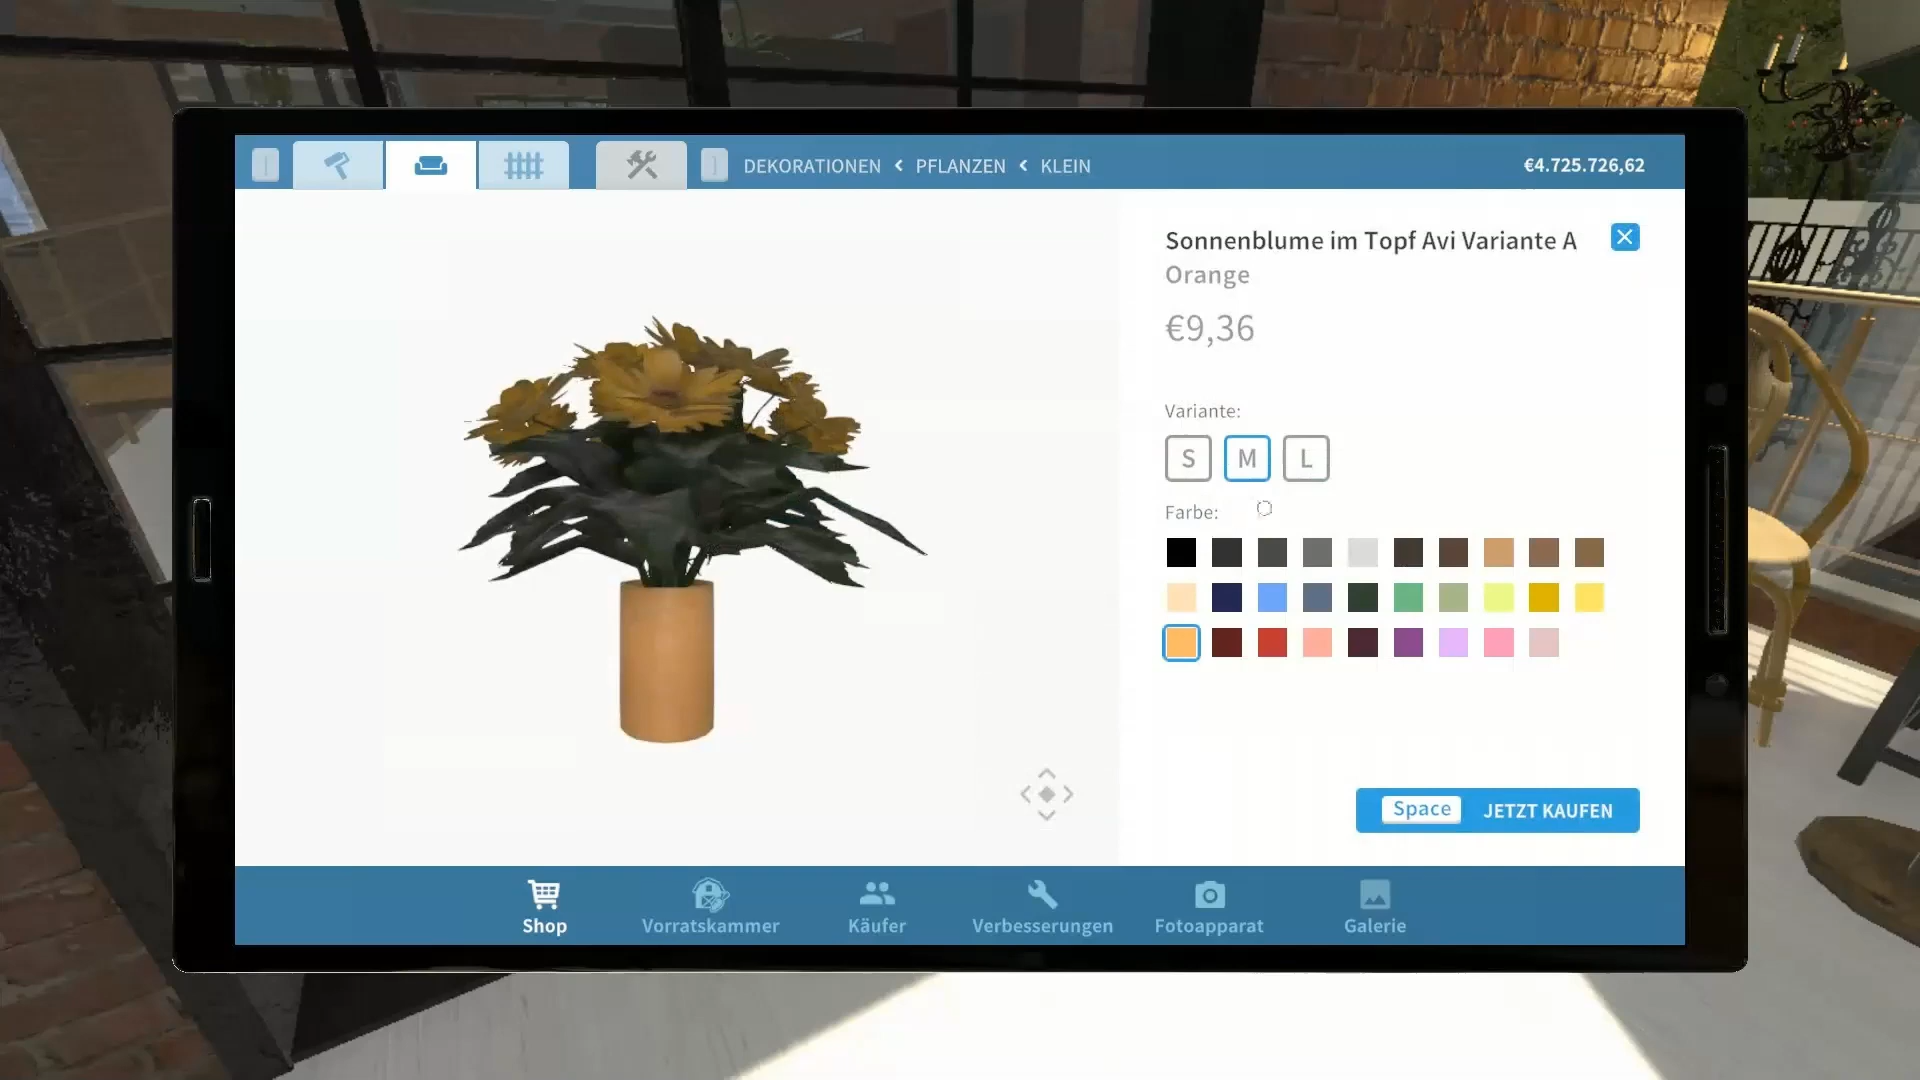 DEKORATIONEN < PFLANZEN < KLEIN
€4.725.726,62
Sonnenblume im Topf Avi Variante A
Orange
€9,36
Variante:
S M L
Farbe:
Space JETZT KAUFEN
Shop Vorratskammer Käufer Verbesserungen Fotoapparat Galerie